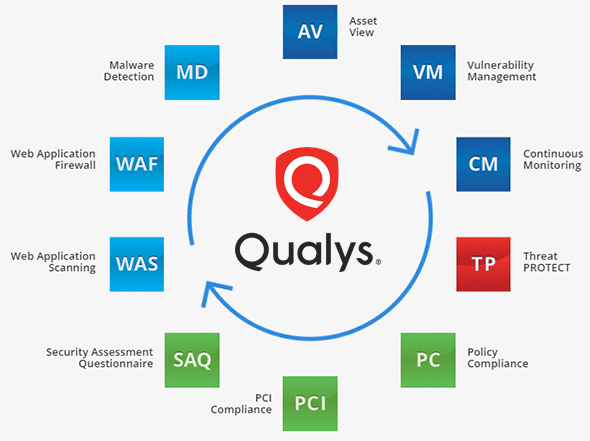 AV
Asset
View
VM
Vulnerability
Management
CM
Continuous
Monitoring
TP
Threat
PROTECT
PC
Policy
Compliance
PCI
PCI
Compliance
SAQ
Security Assessment
Questionnaire
WAS
Web Application
Scanning
WAF
Web Application
Firewall
MD
Malware
Detection
Qualys®